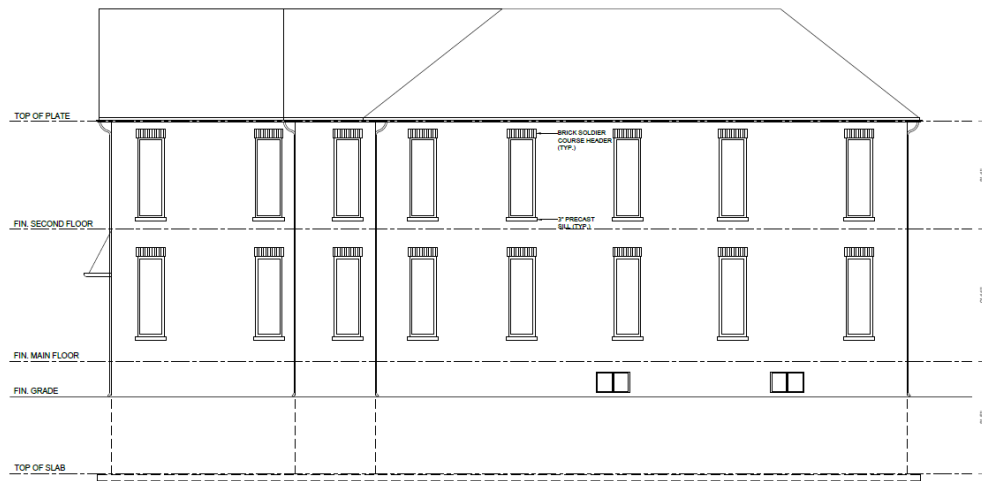 TOP OF PLATE
BRICK SOLDIER
COURSE HEADER
(TYP.)
3" PRECAST
SILL (TYP.)
FIN. SECOND FLOOR
FIN. MAIN FLOOR
FIN. GRADE
TOP OF SLAB